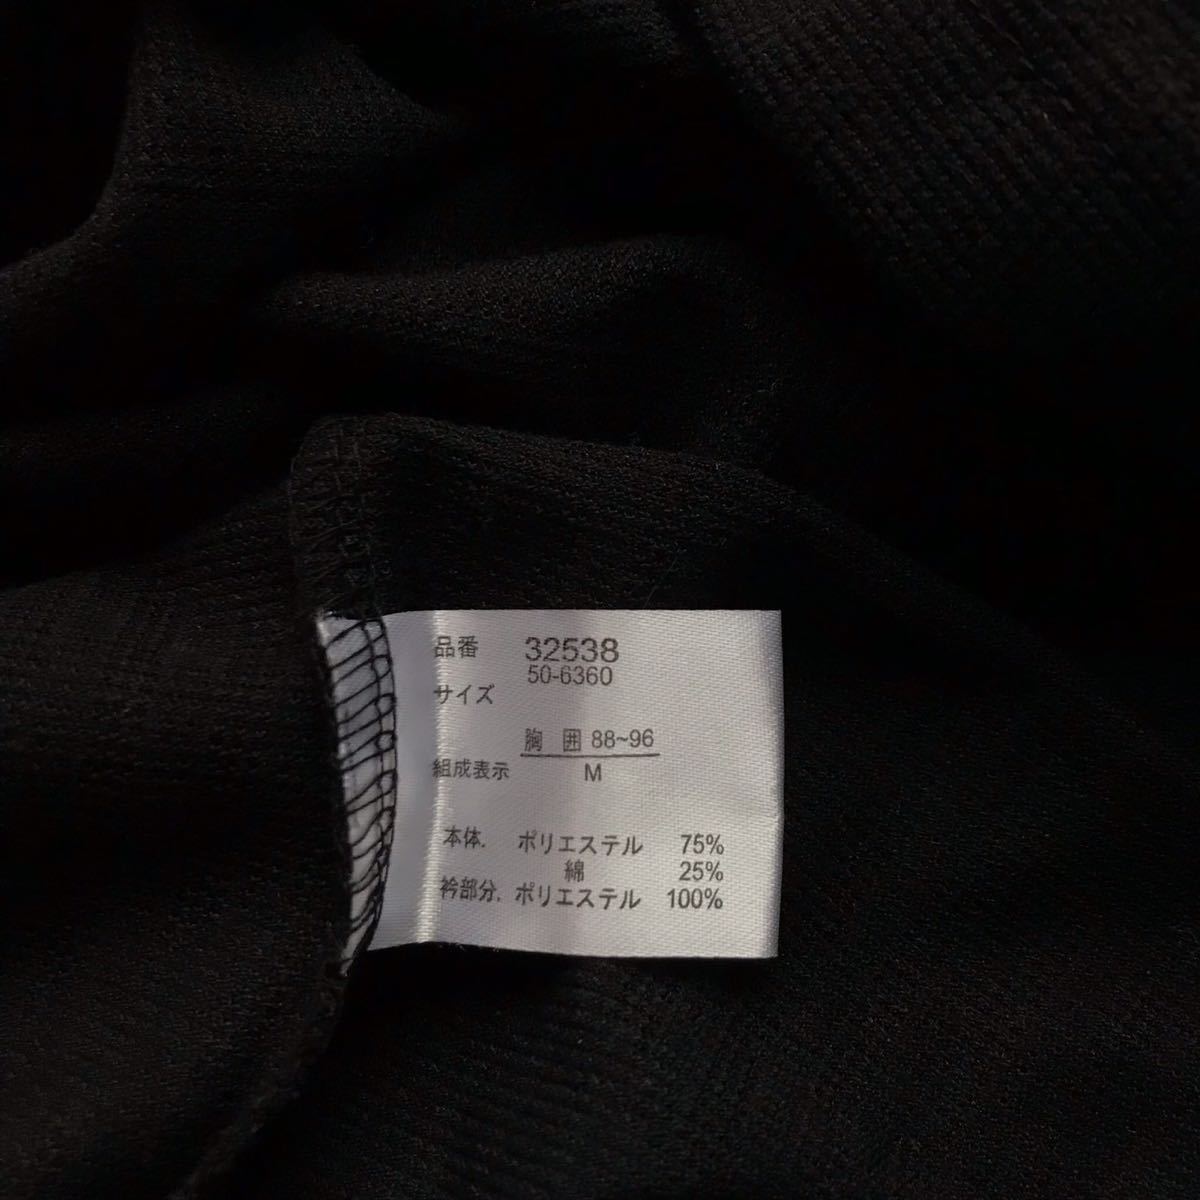 品番 32538
50-6360
サイズ
胸 囲 88~96
組成表示 M
本体. ポリエステル 75%
綿 25%
衿部分. ポリエステル 100%